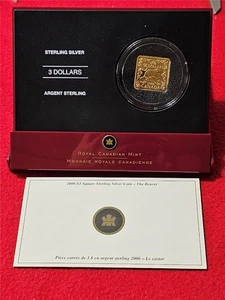 STERLING SILVER
3 DOLLARS
ARGENT STERLING
CANADA
ROYAL CANADIAN MINT
MONNAIE ROYALE CANADIENNE
2006 $3 Square Sterling Silver Coin – The Beaver
Pièce carrée de 3 $ en argent sterling 2006 – Le castor